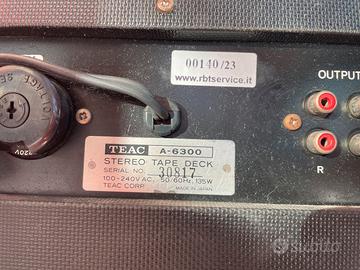 00140/23
www.rbtservice.it
OUTPUT
VOLTAGE SE
220V
R
TEAC A-6300
STEREO TAPE DECK
SERIAL NO. 30817
100-240V AC, 50/60Hz, 135W
TEAC CORP. MADE IN JAPAN
subito